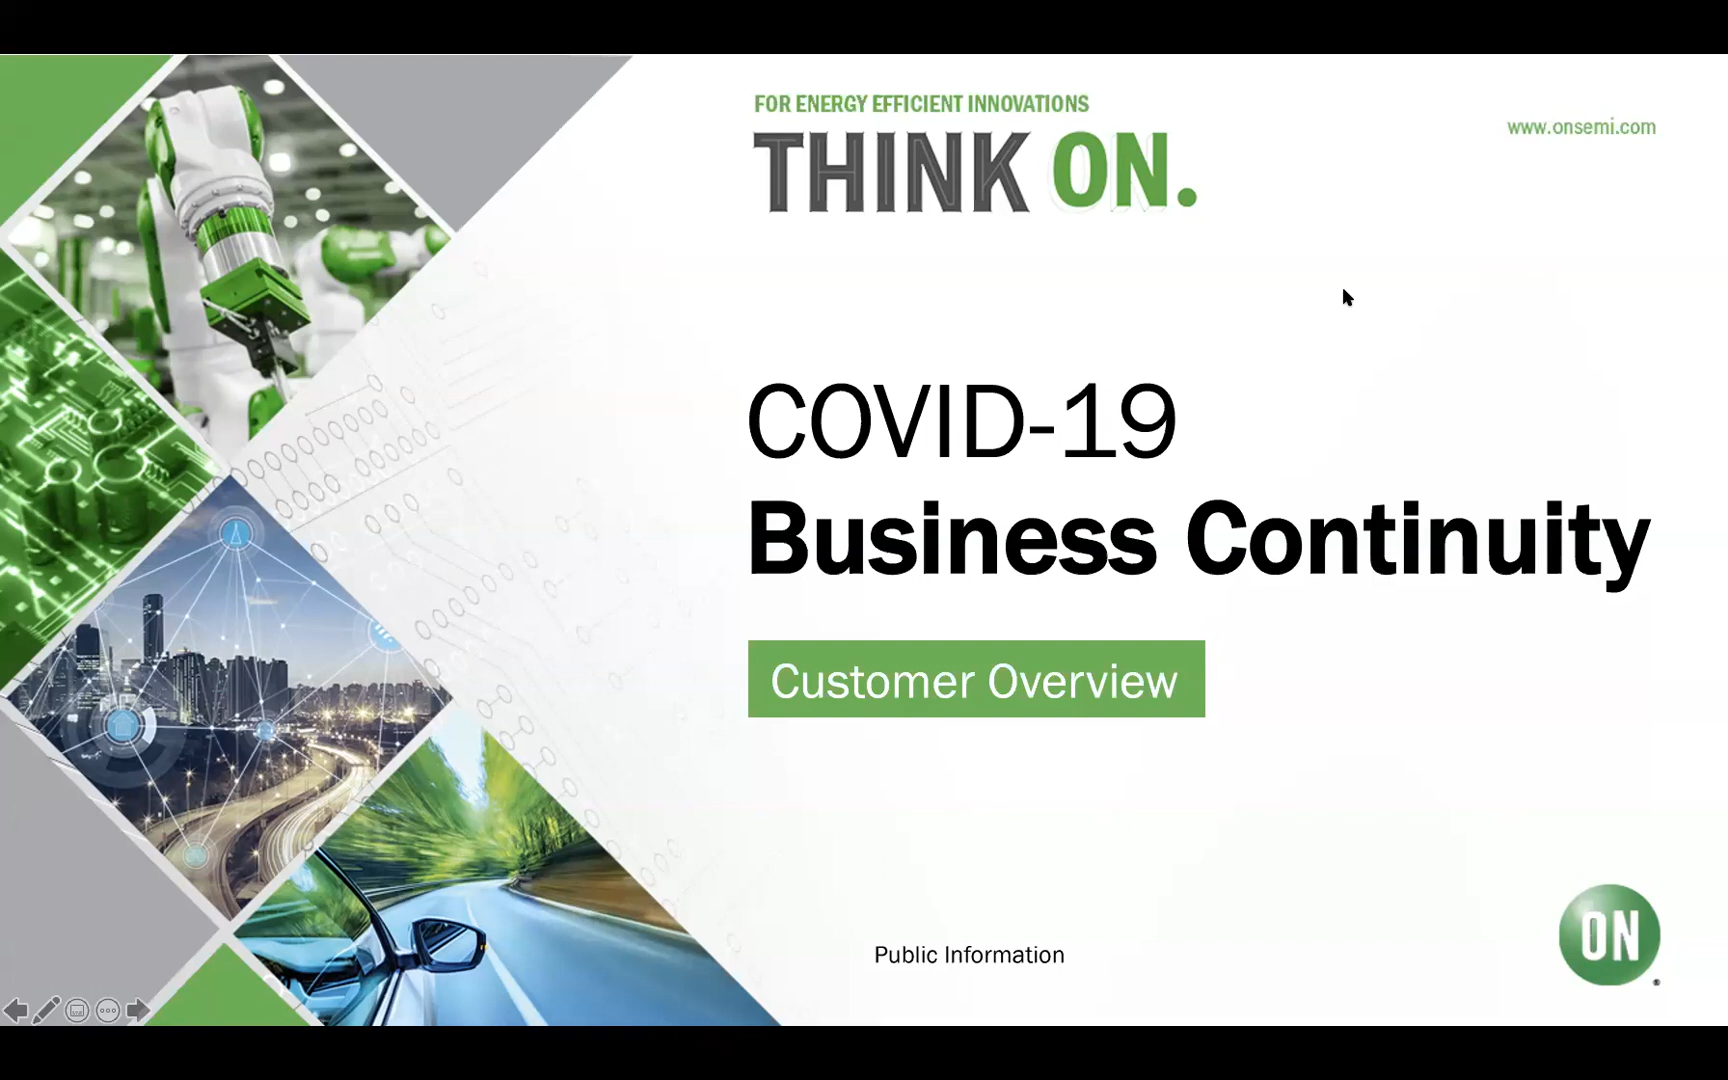 FOR ENERGY EFFICIENT INNOVATIONS
THINK ON.
www.onsemi.com
COVID-19
Business Continuity
Customer Overview
Public Information
ON